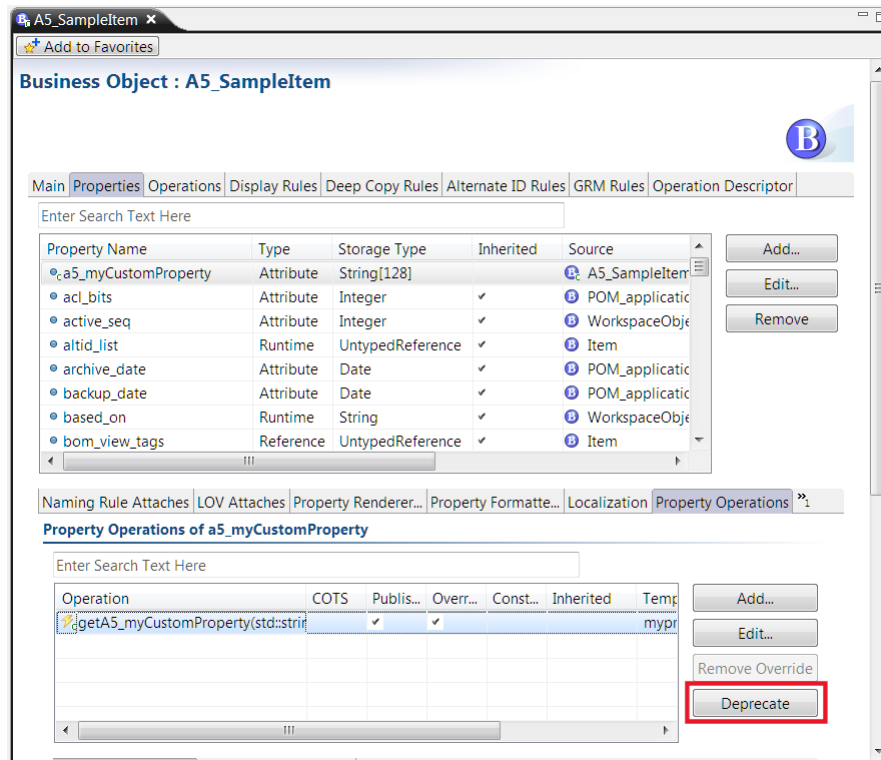 A5_SampleItem
Add to Favorites
Business Object : A5_SampleItem
B
Main Properties Operations Display Rules Deep Copy Rules Alternate ID Rules GRM Rules Operation Descriptor
Enter Search Text Here
Property Name Type Storage Type Inherited Source
a5_myCustomProperty Attribute String[128] A5_SampleItem
acl_bits Attribute Integer ✔ POM_applicatic
active_seq Attribute Integer ✔ WorkspaceObje
altid_list Runtime UntypedReference ✔ Item
archive_date Attribute Date ✔ POM_applicatic
backup_date Attribute Date ✔ POM_applicatic
based_on Runtime String ✔ WorkspaceObje
bom_view_tags Reference UntypedReference ✔ Item
Add...
Edit...
Remove
Naming Rule Attaches LOV Attaches Property Renderer... Property Formatte... Localization Property Operations »1
Property Operations of a5_myCustomProperty
Enter Search Text Here
Operation COTS Publis... Overr... Const... Inherited Temp
getA5_myCustomProperty(std::strin ✔ ✔ mypr
Add...
Edit...
Remove Override
Deprecate